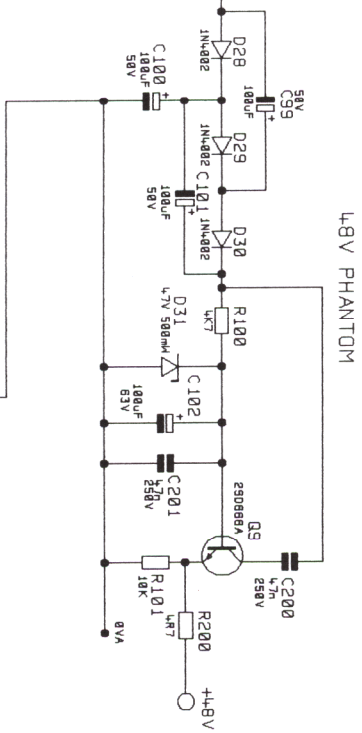 48V PHANTOM
50V
C99
100uF
D28
1N4002
D29
1N4002
D30
1N4002
C100
100uF
50V
C101
100uF
50V
R100
4K7
D31
4.7V 500mW
C102
100uF
63V
C201
47n
250V
Q9
C200
47n
250V
R101
10K
R200
4R7
0VA
+48V